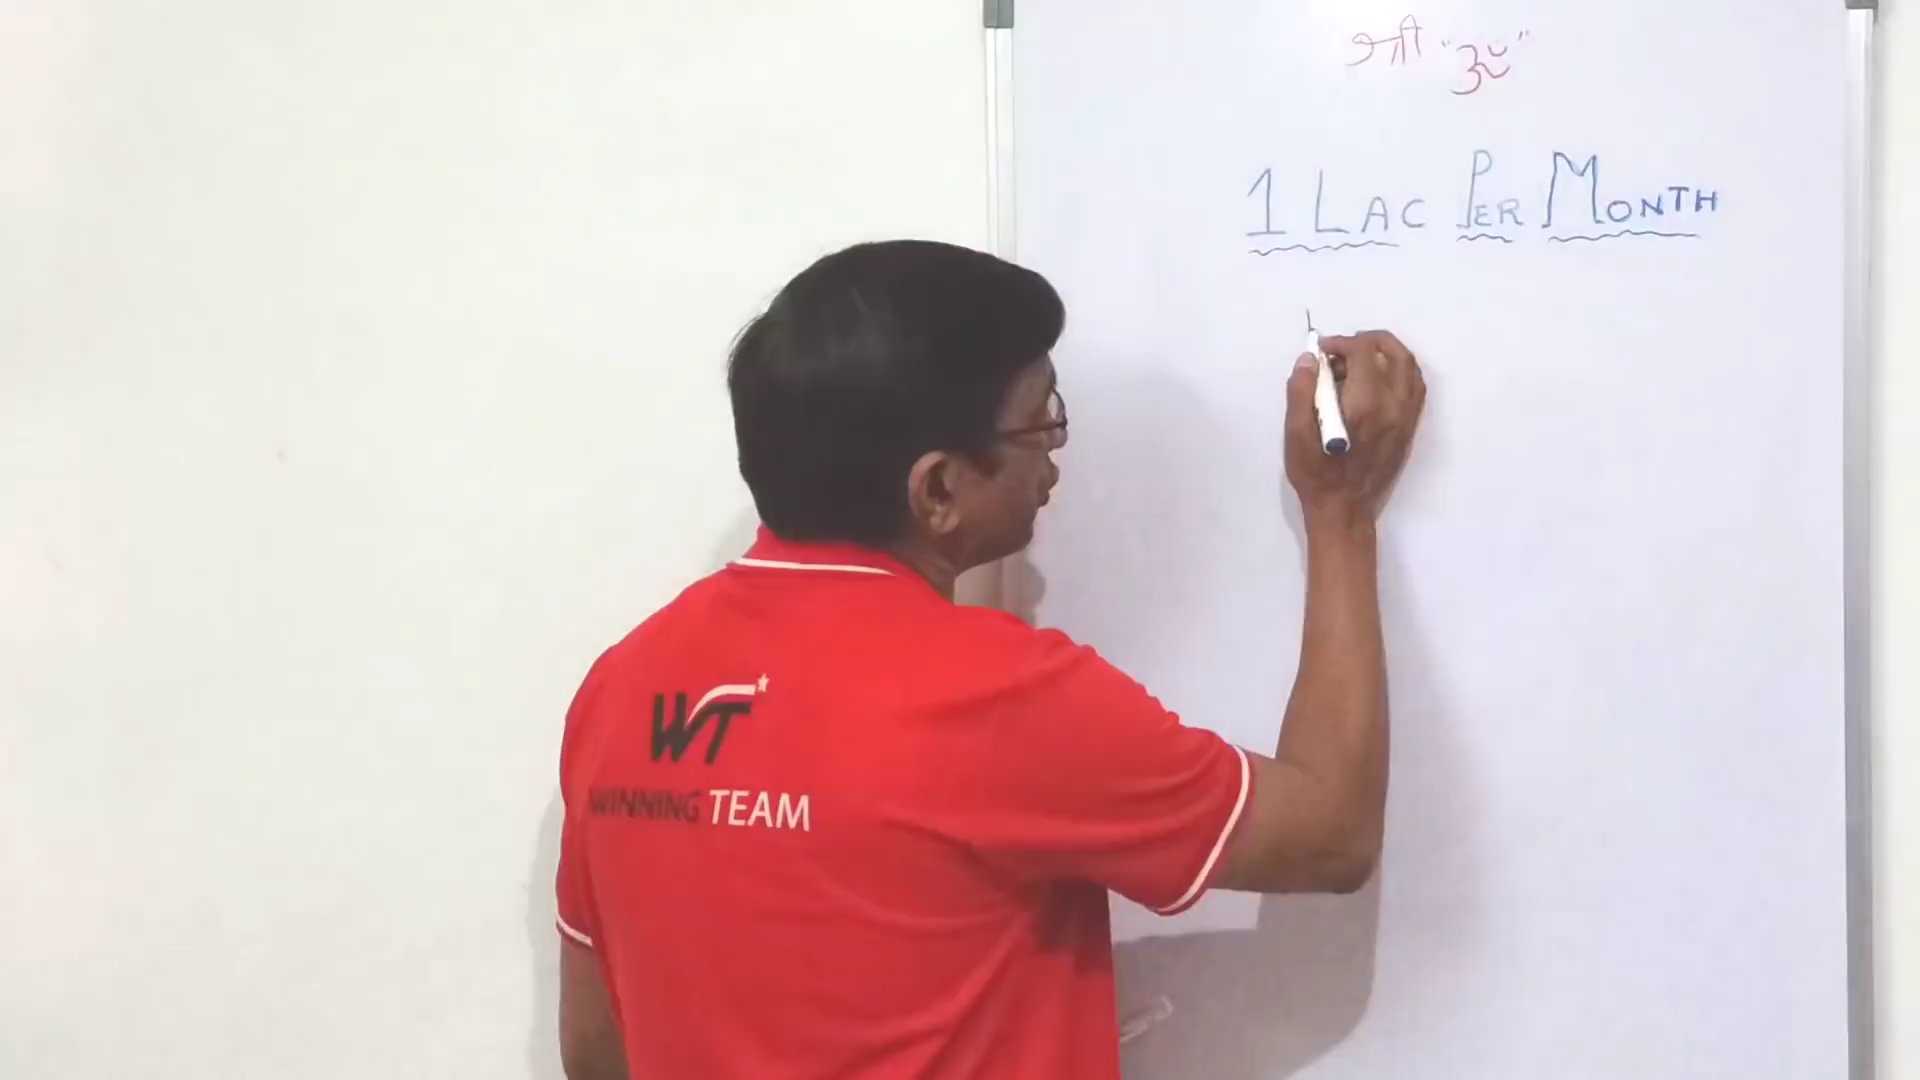 श्री "ॐ"
1 LAC PER MONTH
WT
WINNING TEAM